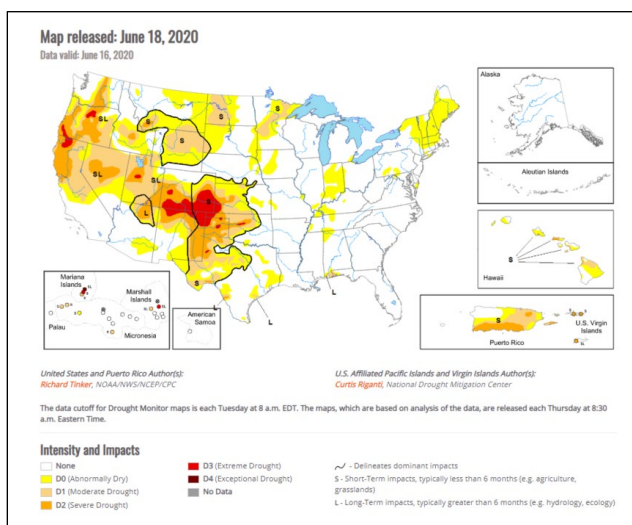 Map released: June 18, 2020
Data valid: June 16, 2020
Alaska
Aleutian Islands
S
Hawaii
S
SL
S
S
S
SL
SL
S
L
S
L
L
L
Mariana
Islands
Marshall
Islands
Palau
Micronesia
American
Samoa
S
U.S. Virgin
Islands
Puerto Rico
United States and Puerto Rico Author(s):
Richard Tinker, NOAA/NWS/NCEP/CPC
U.S. Affiliated Pacific Islands and Virgin Islands Author(s):
Curtis Riganti, National Drought Mitigation Center
The data cutoff for Drought Monitor maps is each Tuesday at 8 a.m. EDT. The maps, which are based on analysis of the data, are released each Thursday at 8:30
a.m. Eastern Time.
Intensity and Impacts
None
D0 (Abnormally Dry)
D1 (Moderate Drought)
D2 (Severe Drought)
D3 (Extreme Drought)
D4 (Exceptional Drought)
No Data
- Delineates dominant impacts
S - Short-Term impacts, typically less than 6 months (e.g. agriculture,
grasslands)
L - Long-Term impacts, typically greater than 6 months (e.g. hydrology, ecology)